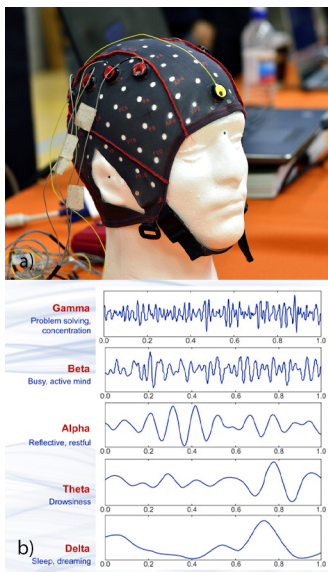 a)
Gamma
Problem solving,
concentration
0.0 0.2 0.4 0.6 0.8 1.0
Beta
Busy, active mind
0.0 0.2 0.4 0.6 0.8 1.0
Alpha
Reflective, restful
0.0 0.2 0.4 0.6 0.8 1.0
Theta
Drowsiness
0.0 0.2 0.4 0.6 0.8 1.0
b)
Delta
Sleep, dreaming
0.0 0.2 0.4 0.6 0.8 1.0